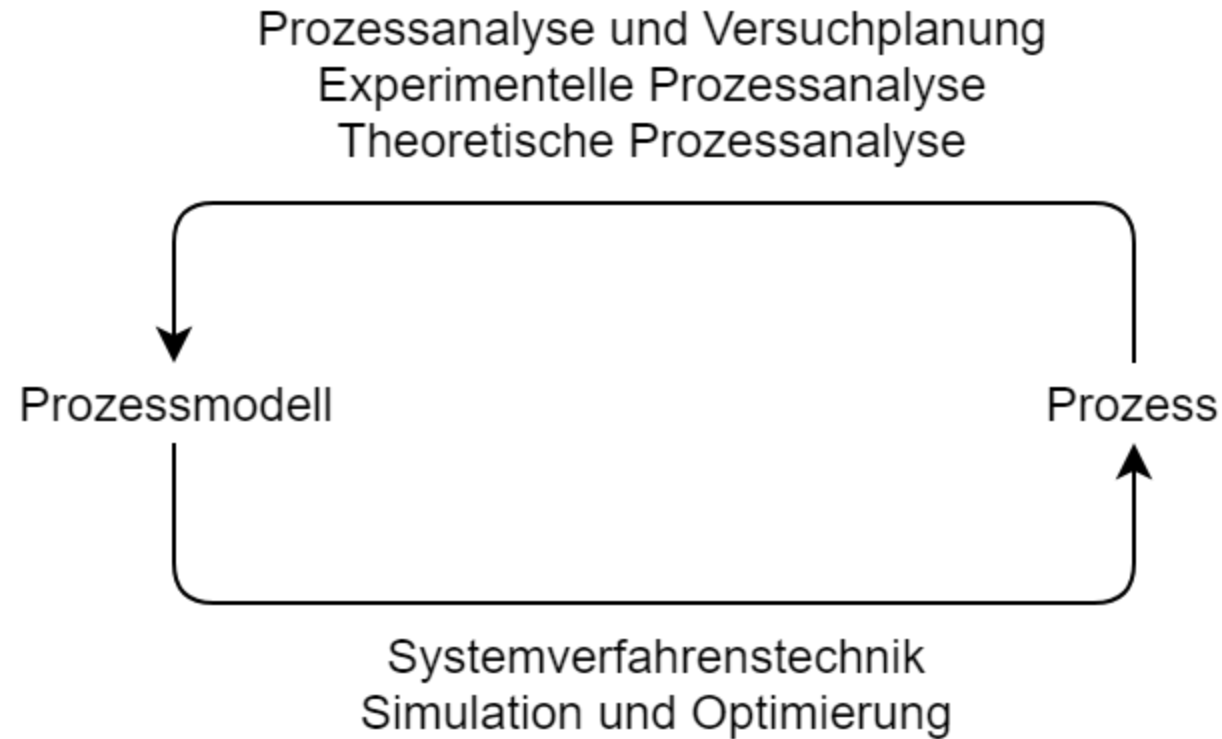 Prozessanalyse und Versuchplanung
Experimentelle Prozessanalyse
Theoretische Prozessanalyse
Prozessmodell
Prozess
Systemverfahrenstechnik
Simulation und Optimierung